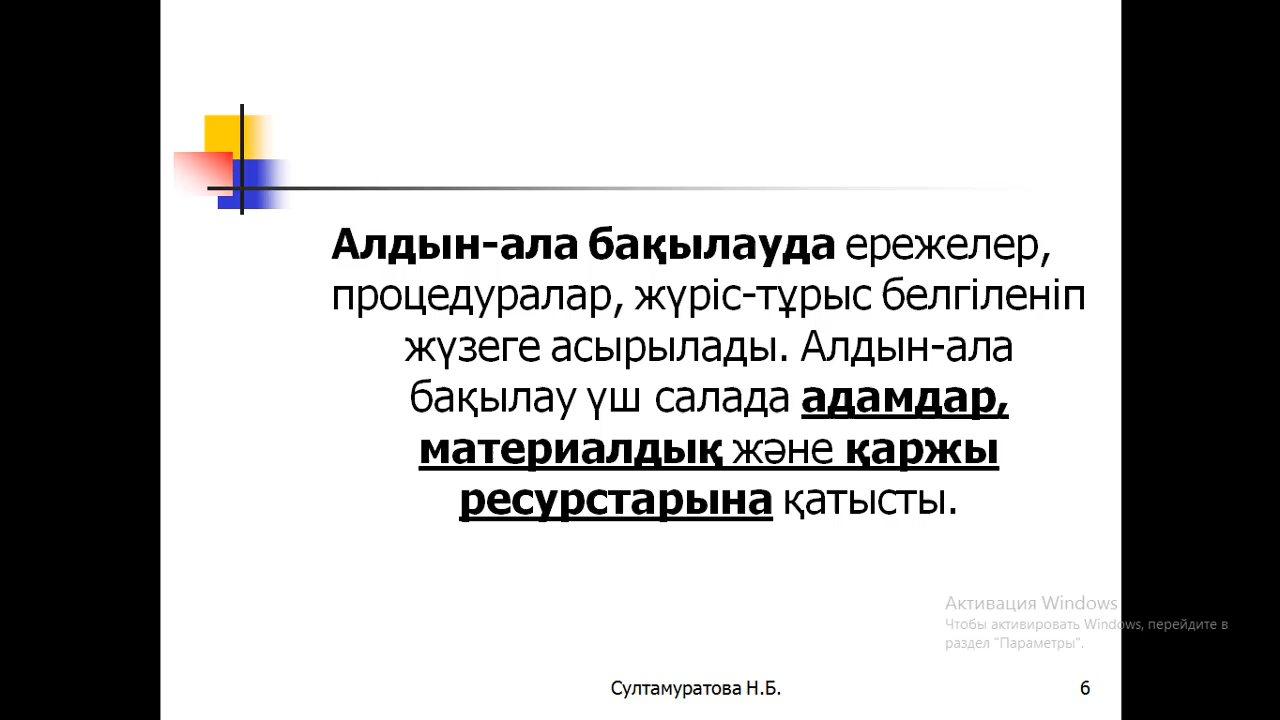 Алдын-ала бақылауда ережелер,
процедуралар, жүріс-тұрыс белгіленіп
жүзеге асырылады. Алдын-ала
бақылау үш салада адамдар,
материалдық және қаржы
ресурстарына қатысты.
Активация Windows
Чтобы активировать Windows, перейдите в
раздел "Параметры".
Султамуратова Н.Б.
6